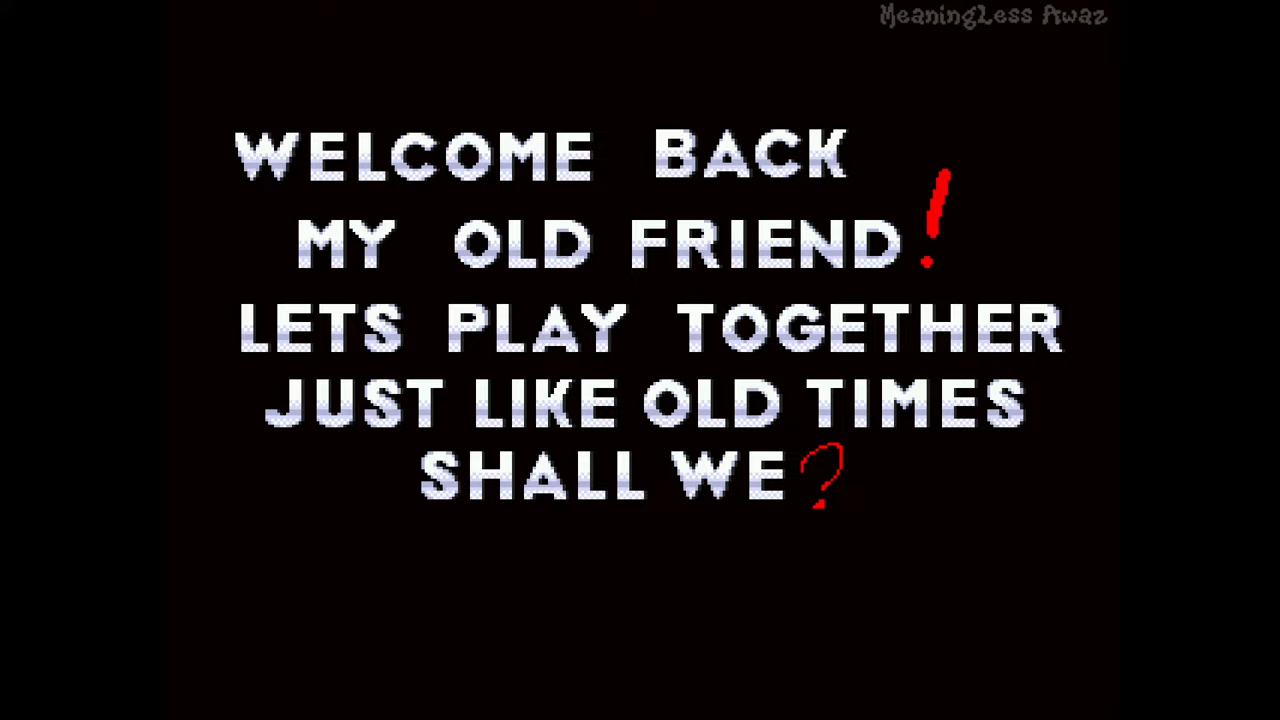 MeaningLess Awaz
WELCOME BACK
MY OLD FRIEND!
LETS PLAY TOGETHER
JUST LIKE OLD TIMES
SHALL WE?